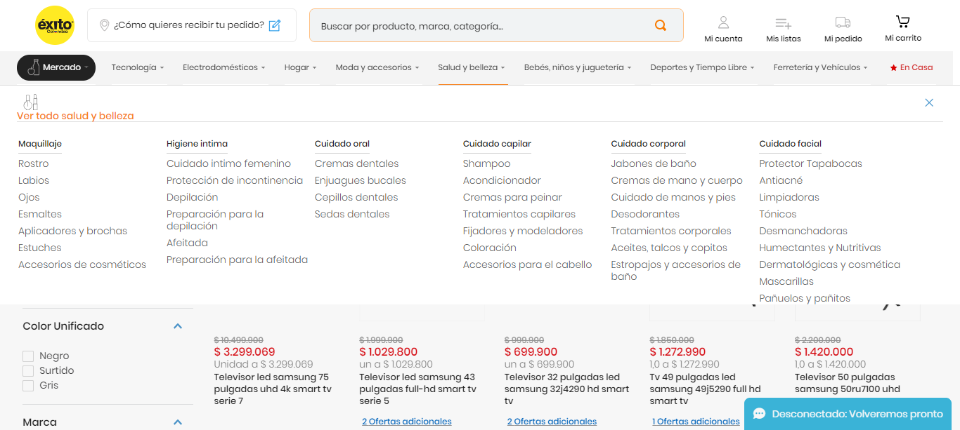 éxito
Colombia
¿Cómo quieres recibir tu pedido?
Buscar por producto, marca, categoría...
Mi cuenta
Mis listas
Mi pedido
Mi carrito
Mercado
Tecnología
Electrodomésticos
Hogar
Moda y accesorios
Salud y belleza
Bebés, niños y juguetería
Deportes y Tiempo Libre
Ferretería y Vehículos
En Casa
Ver todo salud y belleza
Maquillaje
Rostro
Labios
Ojos
Esmaltes
Aplicadores y brochas
Estuches
Accesorios de cosméticos
Higiene íntima
Cuidado intimo femenino
Protección de incontinencia
Depilación
Preparación para la
depilación
Afeitada
Preparación para la afeitada
Cuidado oral
Cremas dentales
Enjuagues bucales
Cepillos dentales
Sedas dentales
Cuidado capilar
Shampoo
Acondicionador
Cremas para peinar
Tratamientos capilares
Fijadores y modeladores
Coloración
Accesorios para el cabello
Cuidado corporal
Jabones de baño
Cremas de mano y cuerpo
Cuidado de manos y pies
Desodorantes
Tratamientos corporales
Aceites, talcos y copitos
Estropajos y accesorios de
baño
Cuidado facial
Protector Tapabocas
Antiacné
Limpiadoras
Tónicos
Desmanchadoras
Humectantes y Nutritivas
Dermatológicas y cosmética
Mascarillas
Pañuelos y pañitos
Color Unificado
Negro
Surtido
Gris
Marca
$ 10.499.900
$ 3.299.069
Unidad a $ 3.299.069
Televisor led samsung 75
pulgadas uhd 4k smart tv
serie 7
$ 1.999.900
$ 1.029.800
un a $ 1.029.800
Televisor led samsung 43
pulgadas full-hd smart tv
serie 5
2 Ofertas adicionales
$ 999.900
$ 699.900
un a $ 699.900
Televisor 32 pulgadas led
samsung 32j4290 hd smart
tv
2 Ofertas adicionales
$ 1.850.000
$ 1.272.990
1,0 a $ 1.272.990
Tv 49 pulgadas led
samsung 49j5290 full hd
smart tv
1 Ofertas adicionales
$ 2.200.000
$ 1.420.000
1,0 a $ 1.420.000
Televisor 50 pulgadas
samsung 50ru7100 uhd
Desconectado: Volveremos pronto